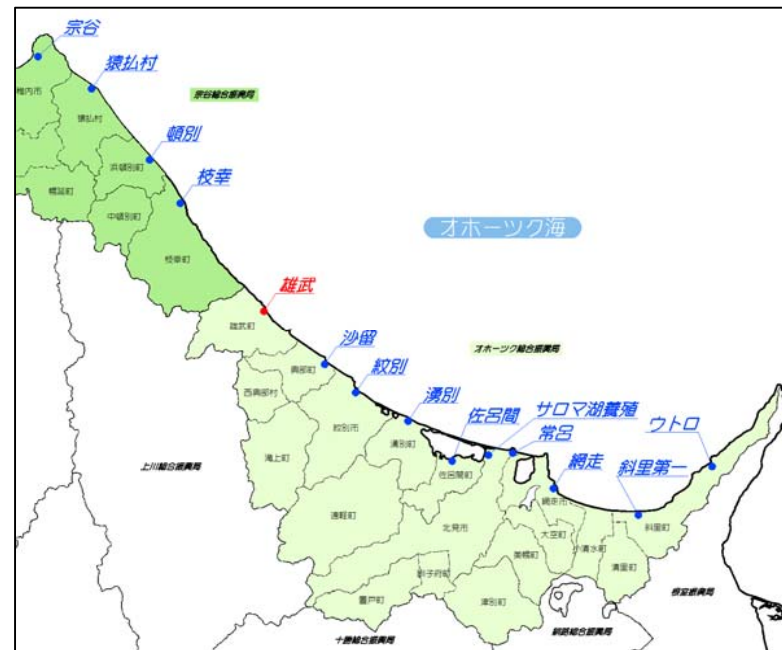 宗谷
猿払村
宗谷総合振興局
稚内市
猿払村
頓別
浜頓別町
枝幸
幌延町
中頓別町
オホーツク海
枝幸町
雄武
雄武町
沙留
オホーツク総合振興局
興部町
紋別
西興部村
湧別
サロマ湖養殖
佐呂間
常呂
ウトロ
紋別市
湧別町
滝上町
上川総合振興局
佐呂間町
網走
斜里第一
網走市
遠軽町
北見市
大空町
小清水町
斜里町
美幌町
清里町
訓子府町
置戸町
津別町
根室振興局
十勝総合振興局
釧路総合振興局